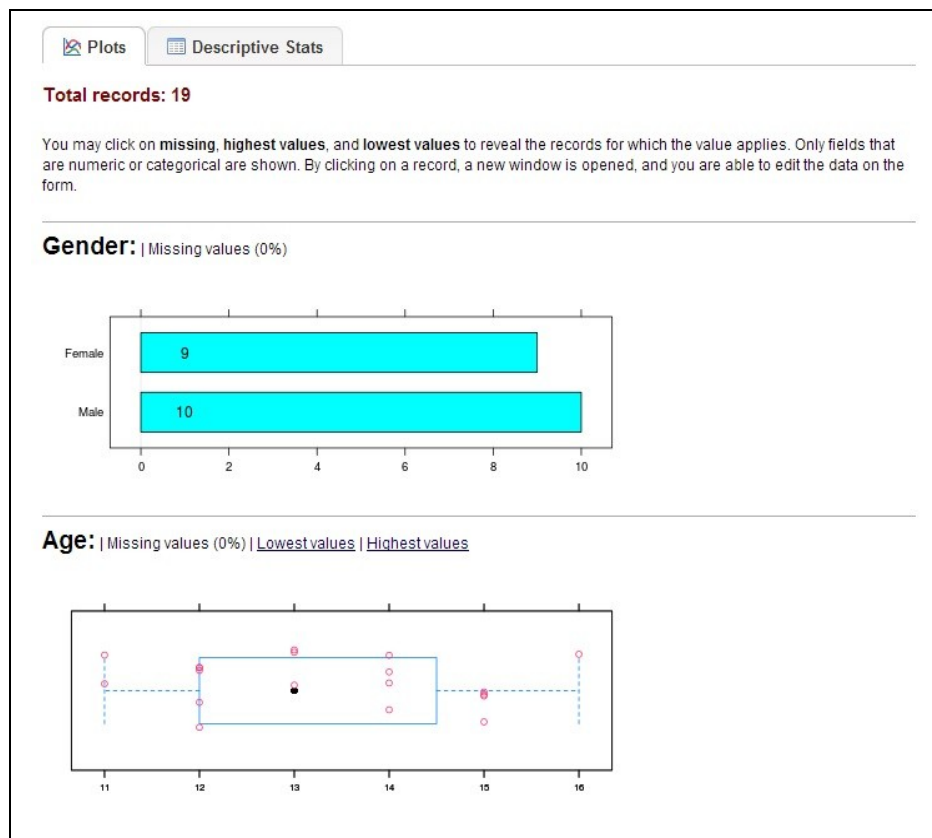 Plots
Descriptive Stats
Total records: 19
You may click on missing, highest values, and lowest values to reveal the records for which the value applies. Only fields that
are numeric or categorical are shown. By clicking on a record, a new window is opened, and you are able to edit the data on the
form.
Gender: | Missing values (0%)
Female
9
Male
10
0 2 4 6 8 10
Age: | Missing values (0%) | Lowest values | Highest values
11 12 13 14 15 16